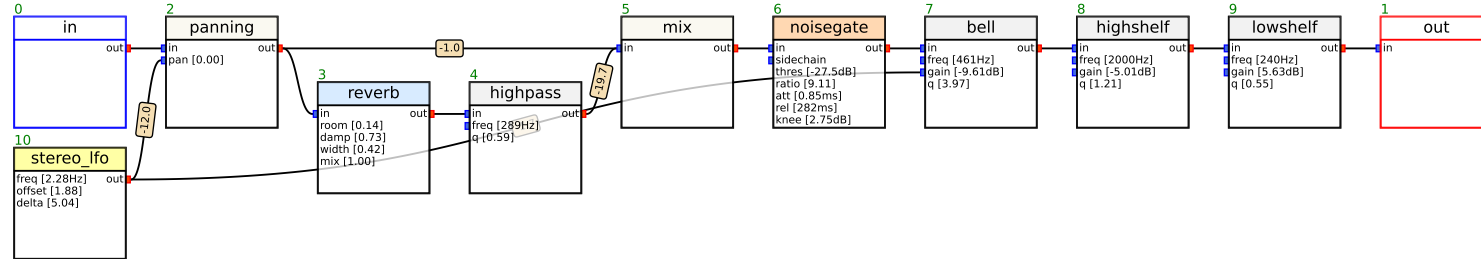 0
in
out
2
panning
in out
pan [0.00]
-1.0
-12.0
10
stereo_lfo
freq [2.28Hz] out
offset [1.88]
delta [5.04]
3
reverb
in out
room [0.14]
damp [0.73]
width [0.42]
mix [1.00]
4
highpass
in out
freq [289Hz]
q [0.59]
-19.7
5
mix
in out
6
noisegate
in out
sidechain
thres [-27.5dB]
ratio [9.11]
att [0.85ms]
rel [282ms]
knee [2.75dB]
7
bell
in out
freq [461Hz]
gain [-9.61dB]
q [3.97]
8
highshelf
in out
freq [2000Hz]
gain [-5.01dB]
q [1.21]
9
lowshelf
in out
freq [240Hz]
gain [5.63dB]
q [0.55]
1
out
in